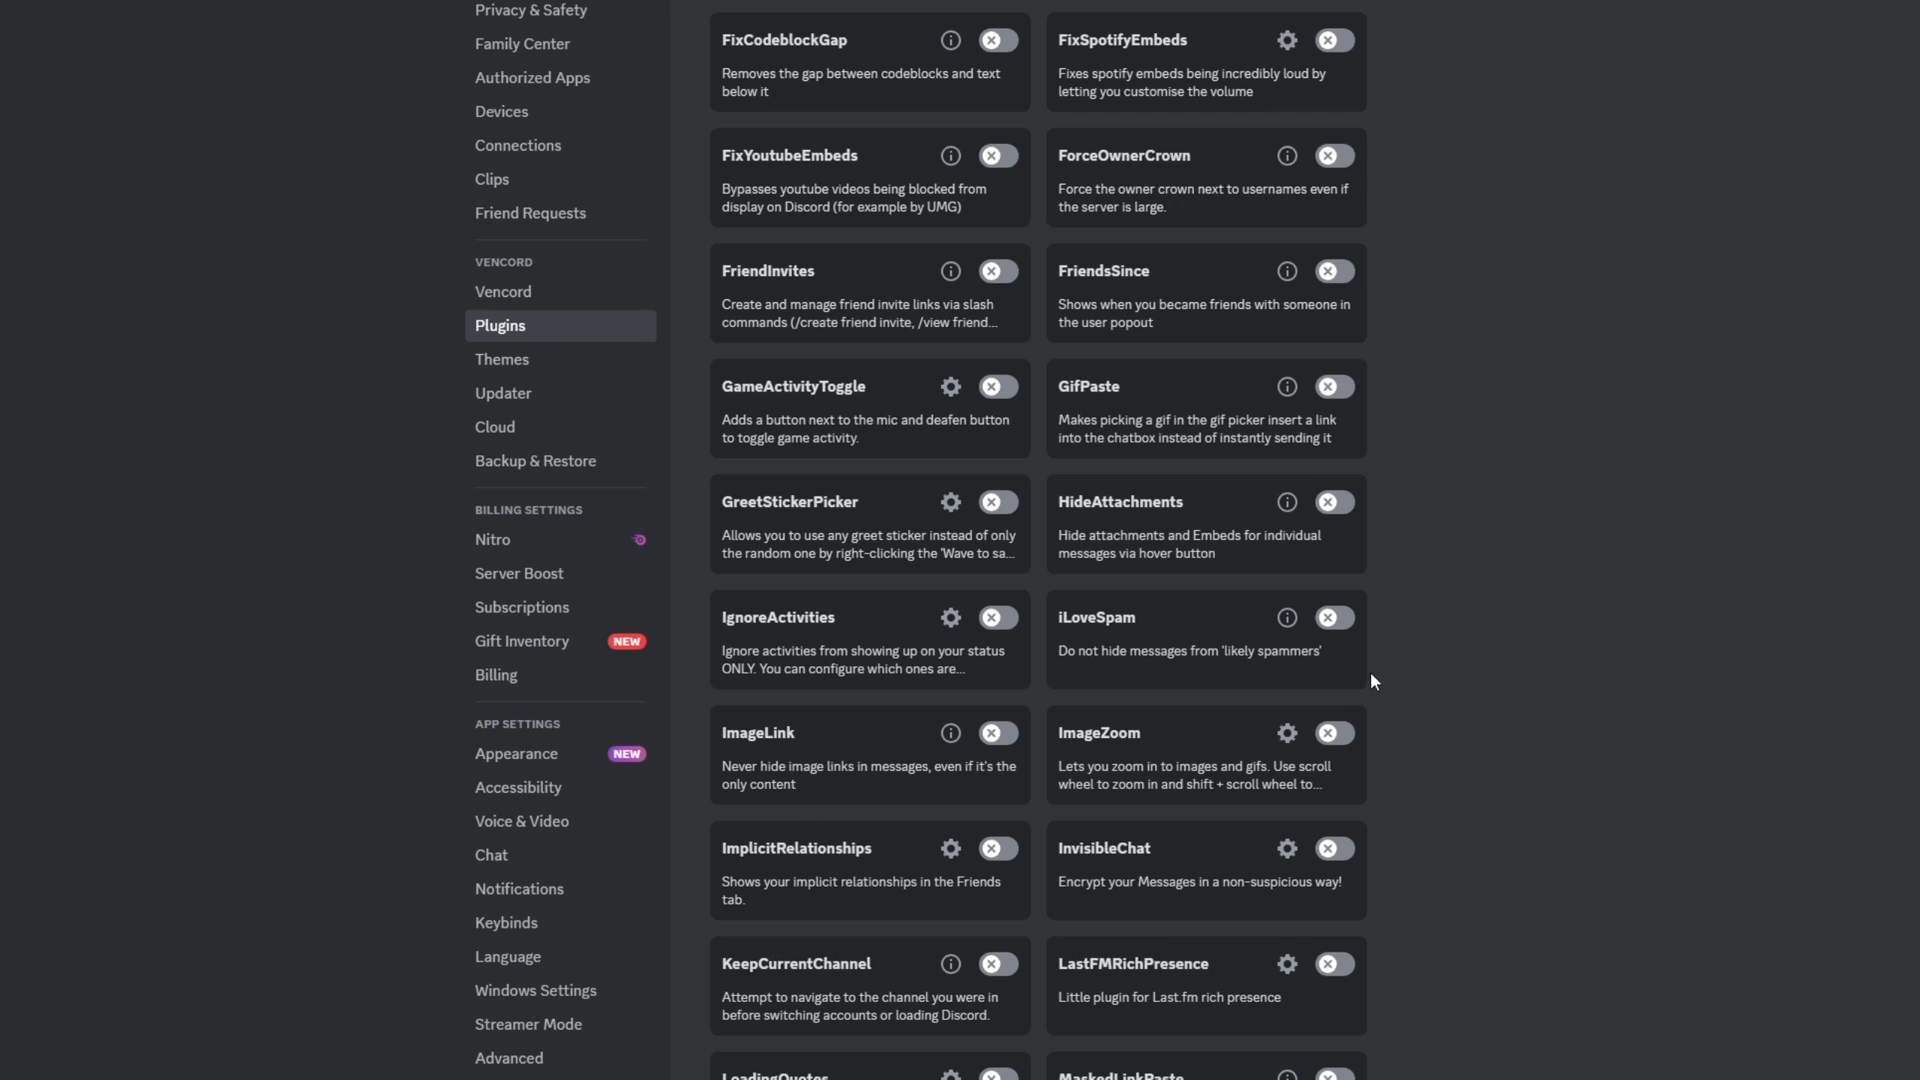 Privacy & Safety
Family Center
Authorized Apps
Devices
Connections
Clips
Friend Requests
VENCORD
Vencord
Plugins
Themes
Updater
Cloud
Backup & Restore
BILLING SETTINGS
Nitro
Server Boost
Subscriptions
Gift Inventory NEW
Billing
APP SETTINGS
Appearance NEW
Accessibility
Voice & Video
Chat
Notifications
Keybinds
Language
Windows Settings
Streamer Mode
Advanced
FixCodeblockGap
Removes the gap between codeblocks and text
below it
FixSpotifyEmbeds
Fixes spotify embeds being incredibly loud by
letting you customise the volume
FixYoutubeEmbeds
Bypasses youtube videos being blocked from
display on Discord (for example by UMG)
ForceOwnerCrown
Force the owner crown next to usernames even if
the server is large.
FriendInvites
Create and manage friend invite links via slash
commands (/create friend invite, /view friend...
FriendsSince
Shows when you became friends with someone in
the user popout
GameActivityToggle
Adds a button next to the mic and deafen button
to toggle game activity.
GifPaste
Makes picking a gif in the gif picker insert a link
into the chatbox instead of instantly sending it
GreetStickerPicker
Allows you to use any greet sticker instead of only
the random one by right-clicking the 'Wave to sa...
HideAttachments
Hide attachments and Embeds for individual
messages via hover button
IgnoreActivities
Ignore activities from showing up on your status
ONLY. You can configure which ones are...
iLoveSpam
Do not hide messages from 'likely spammers'
ImageLink
Never hide image links in messages, even if it's the
only content
ImageZoom
Lets you zoom in to images and gifs. Use scroll
wheel to zoom in and shift + scroll wheel to...
ImplicitRelationships
Shows your implicit relationships in the Friends
tab.
InvisibleChat
Encrypt your Messages in a non-suspicious way!
KeepCurrentChannel
Attempt to navigate to the channel you were in
before switching accounts or loading Discord.
LastFMRichPresence
Little plugin for Last.fm rich presence
LoadingQuotes
MaskedLinkPaste